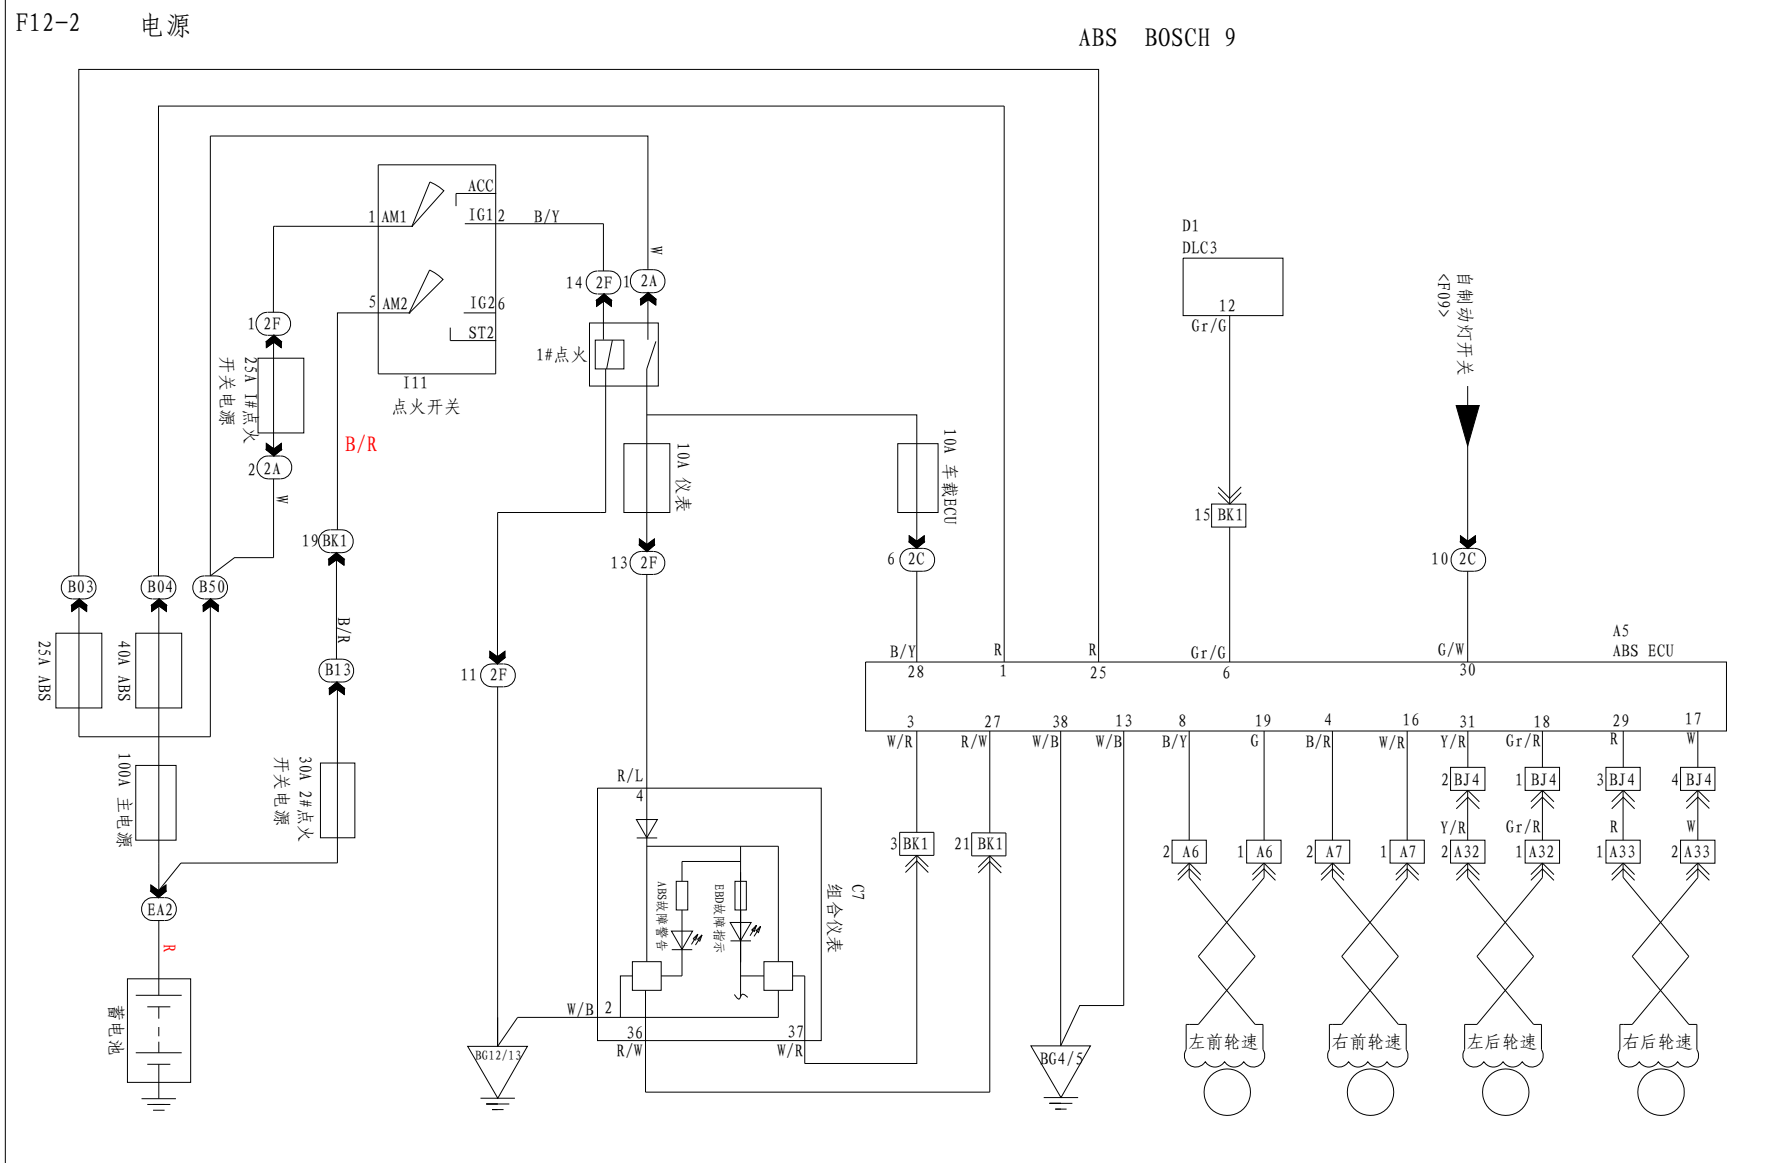 F12-2 电源
ABS BOSCH 9
ACC
1 AM1
IG1 2
B/Y
5 AM2
IG2 6
ST2
I11
点火开关
W
14 2F
1 2A
1#点火
D1
DLC3
12
Gr/G
自制动灯开关
<F09>
1 2F
25A 1#点火
开关电源
2 2A
W
B/R
10A 仪表
10A 车载ECU
15 BK1
19 BK1
13 2F
6 2C
10 2C
B03
B04
B50
B/R
25A ABS
40A ABS
B13
11 2F
A5
ABS ECU
B/Y
R
R
Gr/G
G/W
28
1
25
6
30
3
27
38
13
8
19
4
16
31
18
29
17
W/R
R/W
W/B
W/B
B/Y
G
B/R
W/R
Y/R
Gr/R
R
W
100A 主电源
30A 2#点火
开关电源
R/L
4
2 BJ4
1 BJ4
3 BJ4
4 BJ4
Y/R
Gr/R
R
W
3 BK1
21 BK1
2 A6
1 A6
2 A7
1 A7
2 A32
1 A32
1 A33
2 A33
EA2
R
ABS故障警告
EBD故障指示
C7
组合仪表
蓄电池
W/B
2
36
37
R/W
W/R
BG12/13
BG4/5
左前轮速
右前轮速
左后轮速
右后轮速